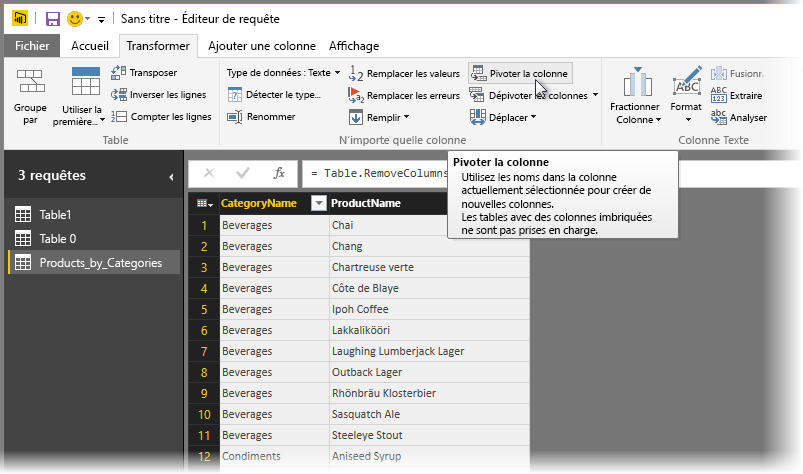 Sans titre - Éditeur de requête
Fichier Accueil Transformer Ajouter une colonne Affichage
Groupe par
Utiliser la première...
Transposer
Inverser les lignes
Compter les lignes
Table
Type de données : Texte
Détecter le type...
Renommer
Remplacer les valeurs
Remplacer les erreurs
Remplir
Pivoter la colonne
Dépivoter les colonnes
Déplacer
N'importe quelle colonne
Fractionner Colonne
Format
ABC
Fusionr.
ABC 123
Extraire
abc
Analyser
Colonne Texte
3 requêtes
Table1
Table 0
Products_by_Categories
fx
= Table.RemoveColumns
Pivoter la colonne
Utilisez les noms dans la colonne
actuellement sélectionnée pour créer de
nouvelles colonnes.
Les tables avec des colonnes imbriquées
ne sont pas prises en charge.
CategoryName ProductName
1 Beverages Chai
2 Beverages Chang
3 Beverages Chartreuse verte
4 Beverages Côte de Blaye
5 Beverages Ipoh Coffee
6 Beverages Lakkalikööri
7 Beverages Laughing Lumberjack Lager
8 Beverages Outback Lager
9 Beverages Rhönbräu Klosterbier
10 Beverages Sasquatch Ale
11 Beverages Steeleye Stout
12 Condiments Aniseed Syrup